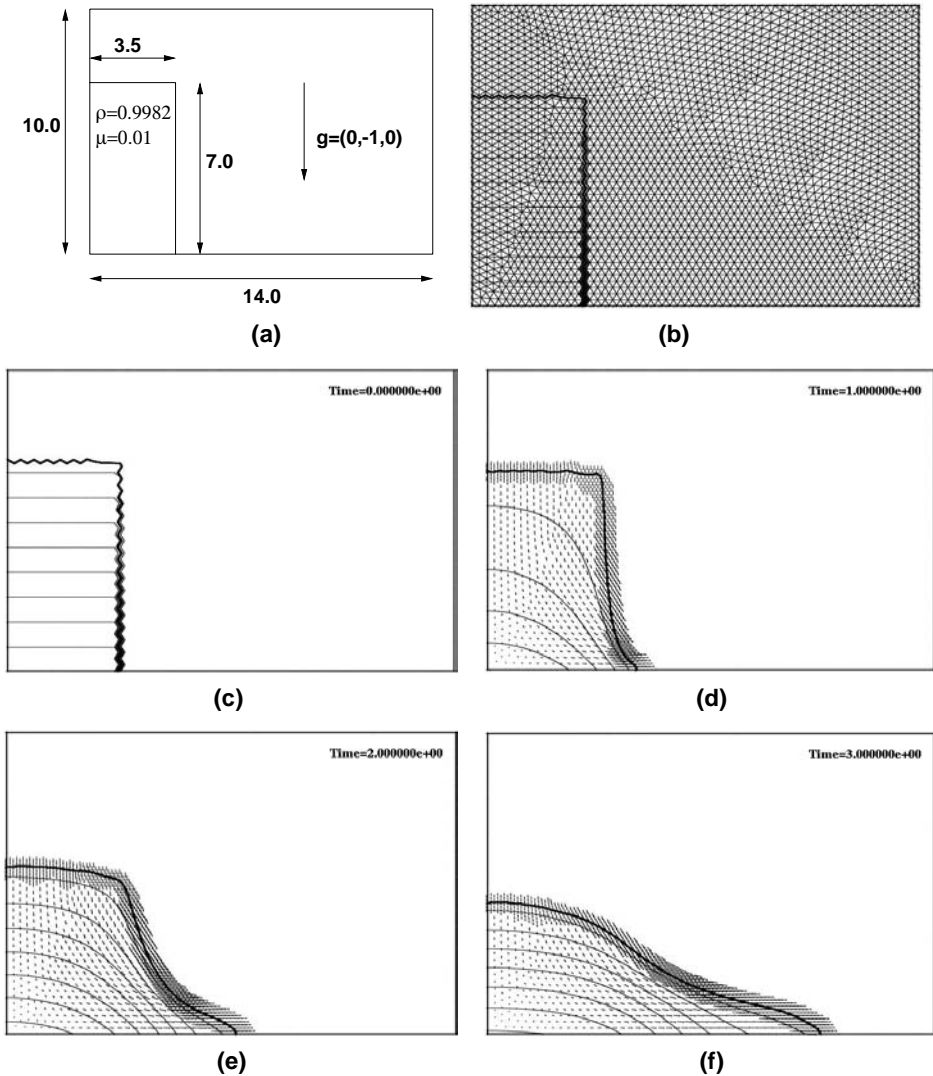 3.5
ρ=0.9982
μ=0.01
10.0
7.0
g=(0,-1,0)
14.0
(a)
(b)
Time=0.000000e+00
(c)
Time=1.000000e+00
(d)
Time=2.000000e+00
(e)
Time=3.000000e+00
(f)